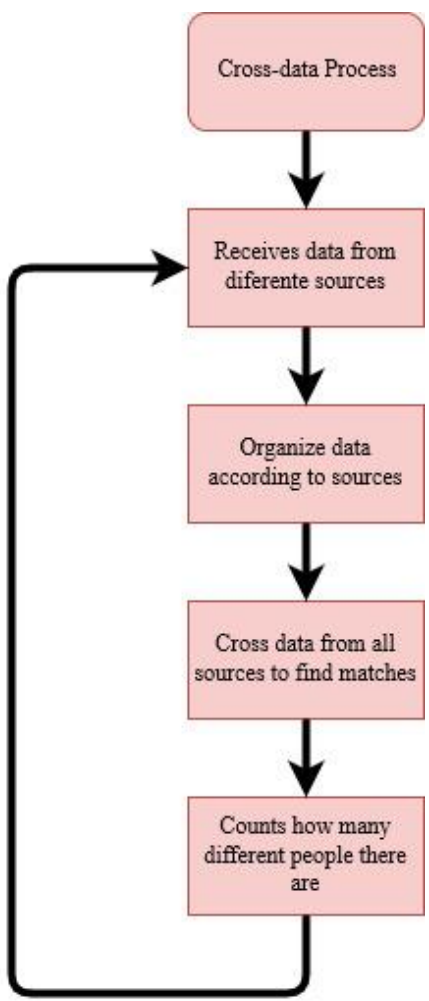 Cross-data Process
Receives data from
diferente sources
Organize data
according to sources
Cross data from all
sources to find matches
Counts how many
different people there
are